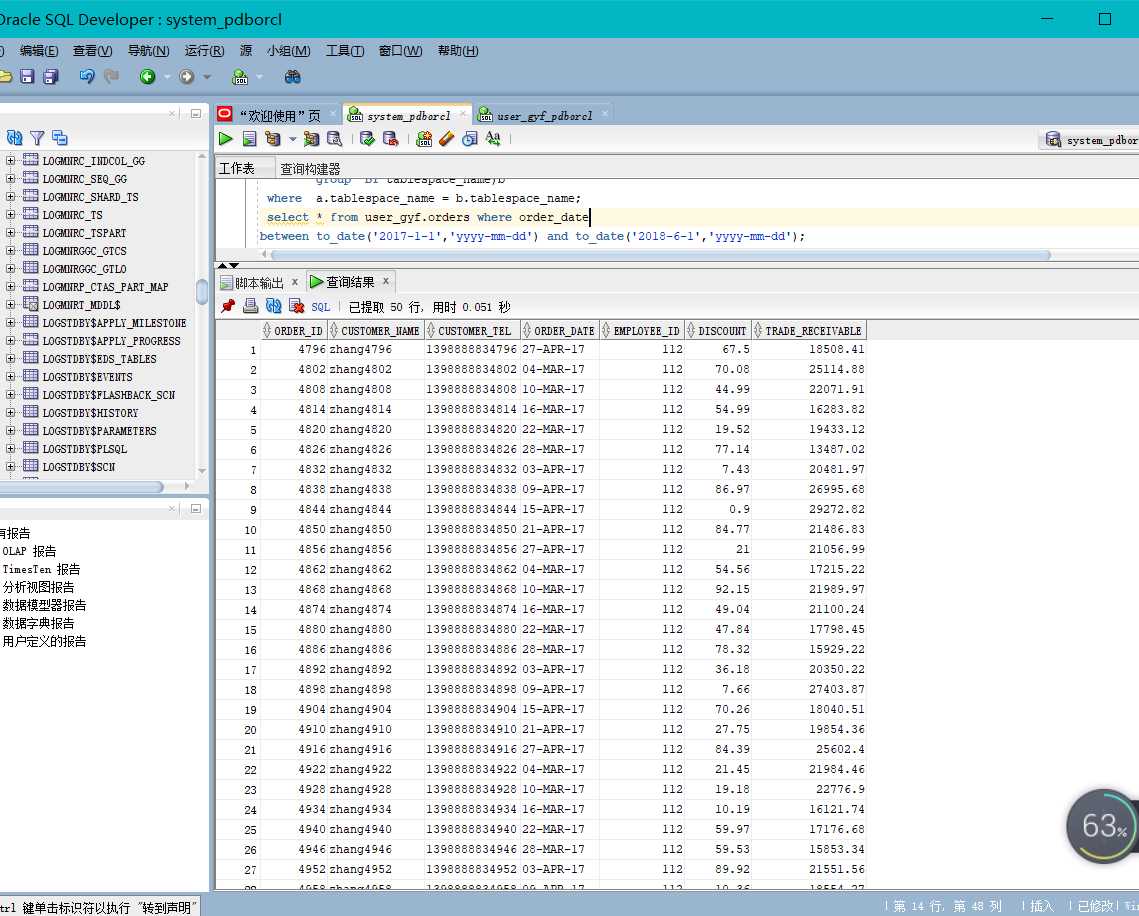 Oracle SQL Developer : system_pdborcl
编辑(E) 查看(V) 导航(N) 运行(R) 源 小组(M) 工具(T) 窗口(W) 帮助(H)
“欢迎使用”页 system_pdborcl user_gyf_pdborcl
system_pdbor
工作表 查询构建器
group BY tablespace_name)b
where a.tablespace_name = b.tablespace_name;
select * from user_gyf.orders where order_date
between to_date('2017-1-1','yyyy-mm-dd') and to_date('2018-6-1','yyyy-mm-dd');
LOGMNRC_INDCOL_GG
LOGMNRC_SEQ_GG
LOGMNRC_SHARD_TS
LOGMNRC_TS
LOGMNRC_TSPART
LOGMNRGGC_GTCS
LOGMNRGGC_GTLO
LOGMNRP_CTAS_PART_MAP
LOGMNRT_MDDL$
LOGSTDBY$APPLY_MILESTONE
LOGSTDBY$APPLY_PROGRESS
LOGSTDBY$EDS_TABLES
LOGSTDBY$EVENTS
LOGSTDBY$FLASHBACK_SCN
LOGSTDBY$HISTORY
LOGSTDBY$PARAMETERS
LOGSTDBY$PLSQL
LOGSTDBY$SCN
有报告
OLAP 报告
TimesTen 报告
分析视图报告
数据模型器报告
数据字典报告
用户定义的报告
脚本输出 查询结果
SQL 已提取 50 行, 用时 0.051 秒
ORDER_ID CUSTOMER_NAME CUSTOMER_TEL ORDER_DATE EMPLOYEE_ID DISCOUNT TRADE_RECEIVABLE
1 4796 zhang4796 1398888834796 27-APR-17 112 67.5 18508.41
2 4802 zhang4802 1398888834802 04-MAR-17 112 70.08 25114.88
3 4808 zhang4808 1398888834808 10-MAR-17 112 44.99 22071.91
4 4814 zhang4814 1398888834814 16-MAR-17 112 54.99 16283.82
5 4820 zhang4820 1398888834820 22-MAR-17 112 19.52 19433.12
6 4826 zhang4826 1398888834826 28-MAR-17 112 77.14 13487.02
7 4832 zhang4832 1398888834832 03-APR-17 112 7.43 20481.97
8 4838 zhang4838 1398888834838 09-APR-17 112 86.97 26995.68
9 4844 zhang4844 1398888834844 15-APR-17 112 0.9 29272.82
10 4850 zhang4850 1398888834850 21-APR-17 112 84.77 21486.83
11 4856 zhang4856 1398888834856 27-APR-17 112 21 21056.99
12 4862 zhang4862 1398888834862 04-MAR-17 112 54.56 17215.22
13 4868 zhang4868 1398888834868 10-MAR-17 112 92.15 21989.97
14 4874 zhang4874 1398888834874 16-MAR-17 112 49.04 21100.24
15 4880 zhang4880 1398888834880 22-MAR-17 112 47.84 17798.45
16 4886 zhang4886 1398888834886 28-MAR-17 112 78.32 15929.22
17 4892 zhang4892 1398888834892 03-APR-17 112 36.18 20350.22
18 4898 zhang4898 1398888834898 09-APR-17 112 7.66 27403.87
19 4904 zhang4904 1398888834904 15-APR-17 112 70.26 18040.51
20 4910 zhang4910 1398888834910 21-APR-17 112 27.75 19854.36
21 4916 zhang4916 1398888834916 27-APR-17 112 84.39 25602.4
22 4922 zhang4922 1398888834922 04-MAR-17 112 21.45 21984.46
23 4928 zhang4928 1398888834928 10-MAR-17 112 19.18 22776.9
24 4934 zhang4934 1398888834934 16-MAR-17 112 10.19 16121.74
25 4940 zhang4940 1398888834940 22-MAR-17 112 59.97 17176.68
26 4946 zhang4946 1398888834946 28-MAR-17 112 59.53 15853.34
27 4952 zhang4952 1398888834952 03-APR-17 112 89.92 21551.56
28 4958 zhang4958 1398888834958 09-APR-17 112 10.36 18554.27
63%
trl 键单击标识符以执行 "转到声明"
第 14 行, 第 48 列 插入 已修改 Wi